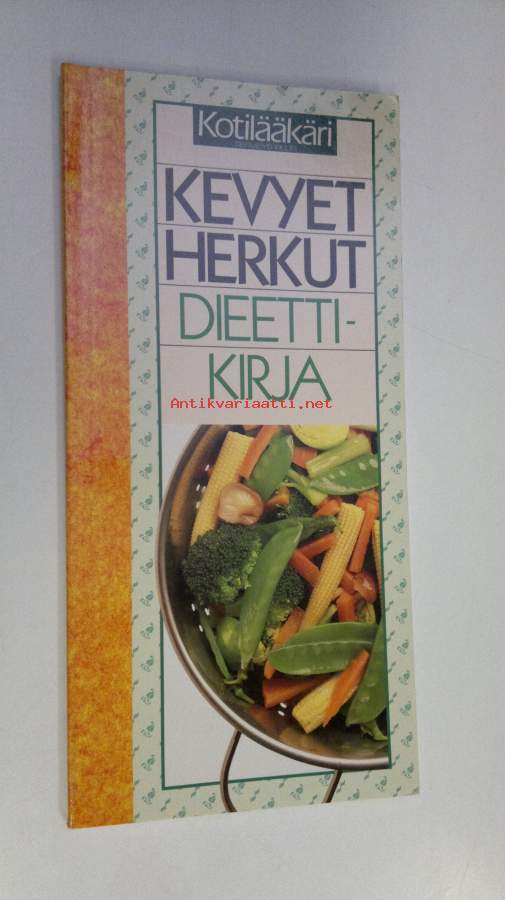 Kotilääkäri
KEVYET
HERKUT
DIEETTI-
KIRJA
Antikvariaatti.net